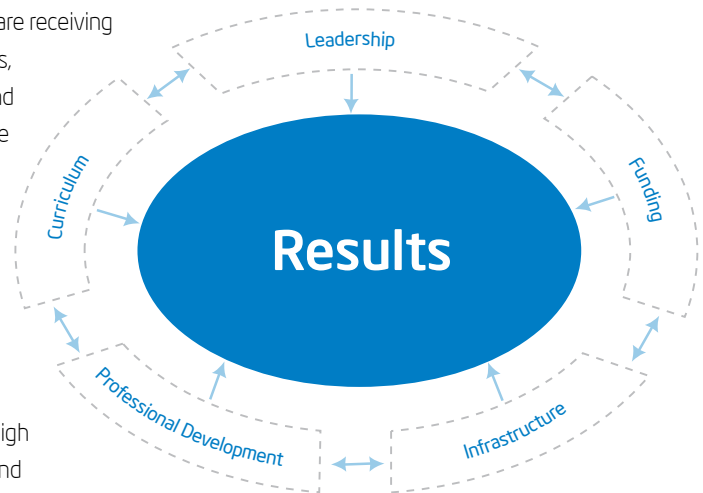 are receiving
s,
nd
e
igh
nd
Leadership
Curriculum
Funding
Results
Professional Development
Infrastructure